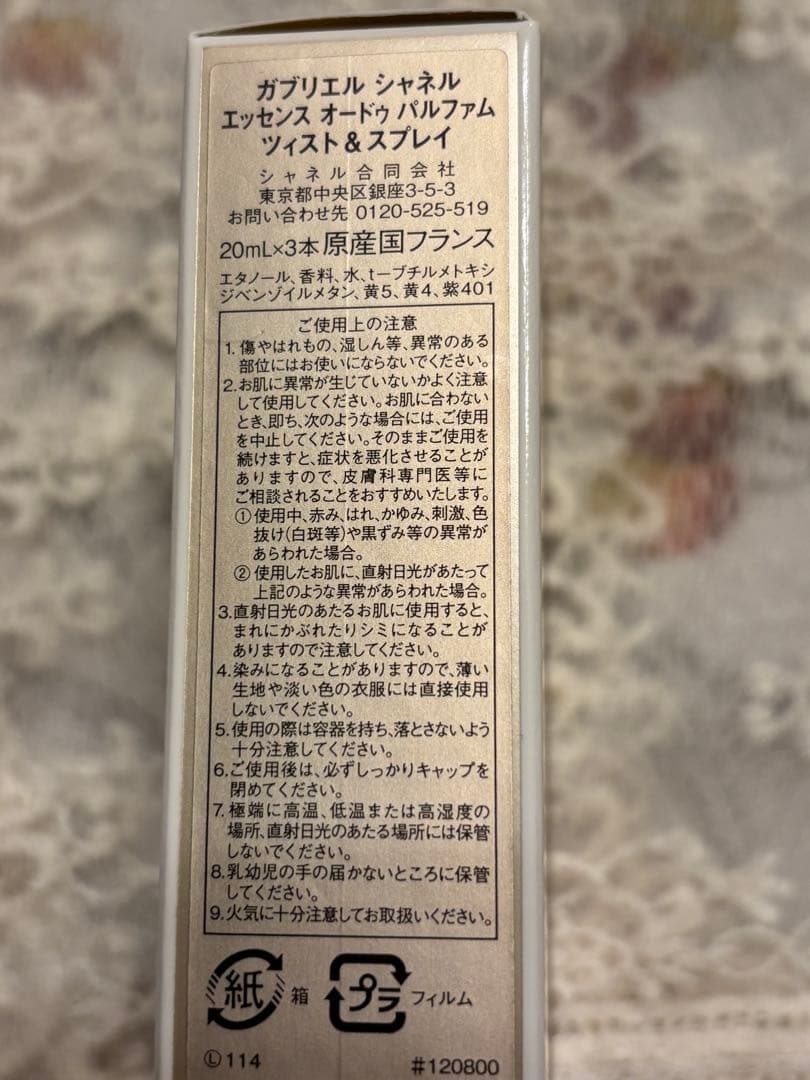 ガブリエル シャネル
エッセンス オードゥ パルファム
ツィスト＆スプレイ
シャネル合同会社
東京都中央区銀座3-5-3
お問い合わせ先 0120-525-519
20mL×3本 原産国フランス
エタノール、香料、水、t−ブチルメトキシ
ジベンゾイルメタン、黄5、黄4、紫401
ご使用上の注意
1. 傷やはれもの、湿しん等、異常のある
部位にはお使いにならないでください。
2. お肌に異常が生じていないかよく注意
して使用してください。お肌に合わない
とき、即ち、次のような場合には、ご使用
を中止してください。そのままご使用を
続けますと、症状を悪化させることが
ありますので、皮膚科専門医等に
ご相談されることをおすすめいたします。
① 使用中、赤み、はれ、かゆみ、刺激、色
抜け(白斑等)や黒ずみ等の異常が
あらわれた場合。
② 使用したお肌に、直射日光があたって
上記のような異常があらわれた場合。
3. 直射日光のあたるお肌に使用すると、
まれにかぶれたりシミになることが
ありますので注意してください。
4. 染みになることがありますので、薄い
生地や淡い色の衣服には直接使用
しないでください。
5. 使用の際は容器を持ち、落とさないよう
十分注意してください。
6. ご使用後は、必ずしっかりキャップを
閉めてください。
7. 極端に高温、低温または高湿度の
場所、直射日光のあたる場所には保管
しないでください。
8. 乳幼児の手の届かないところに保管
してください。
9. 火気に十分注意してお取扱いください。
紙 箱 プラ フィルム
Ⓛ114 #120800